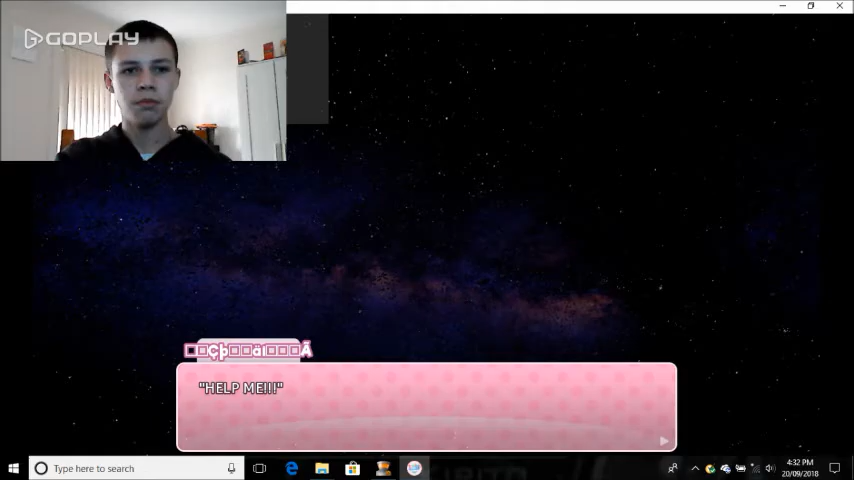 GOPLAY
"HELP ME!!!"
Type here to search
4:32 PM
20/09/2018